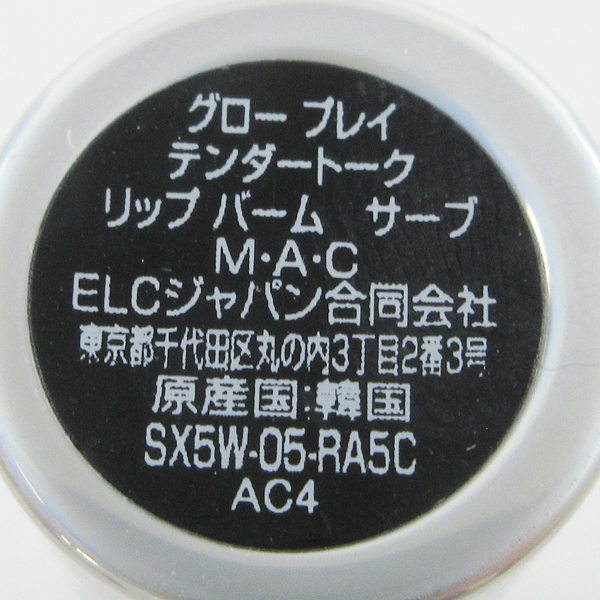 グロー プレイ
テンダートーク
リップ バーム　サーブ
M・A・C
ELCジャパン合同会社
東京都千代田区丸の内3丁目2番3号
原産国:韓国
SX5W-05-RA5C
AC4